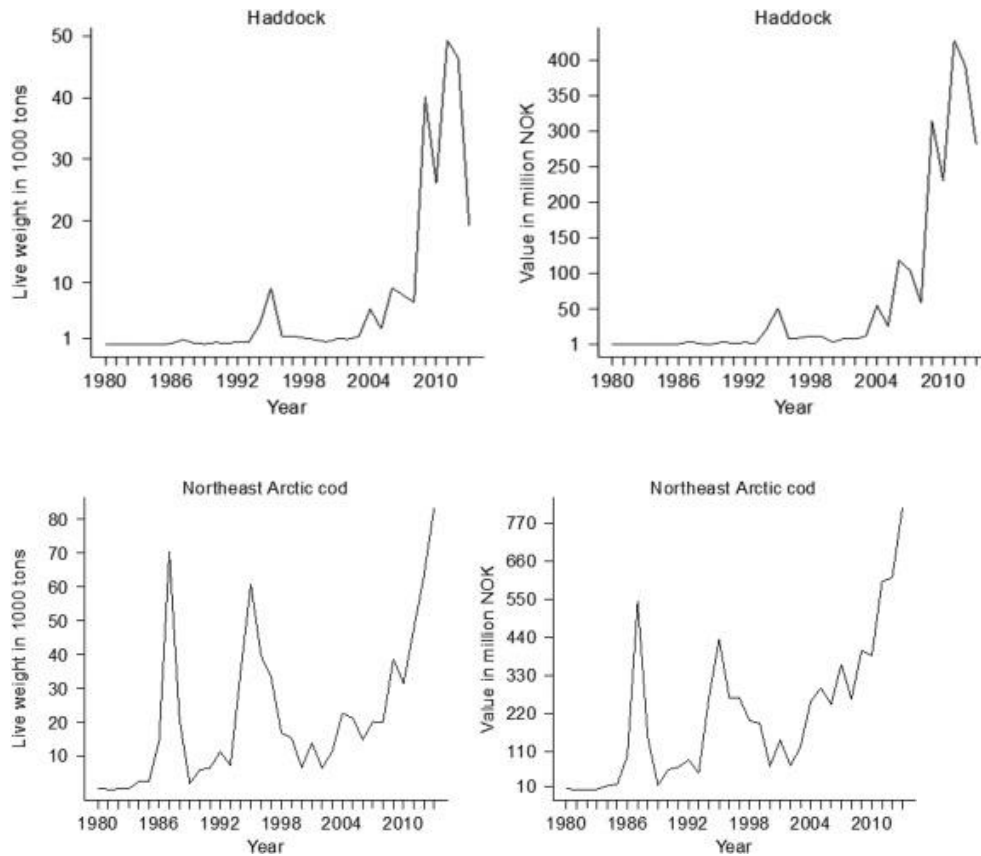 Haddock
Live weight in 1000 tons
50
40
30
20
10
1
1980 1986 1992 1998 2004 2010
Year
Haddock
Value in million NOK
400
350
300
250
200
150
100
50
1
1980 1986 1992 1998 2004 2010
Year
Northeast Arctic cod
Live weight in 1000 tons
80
70
60
50
40
30
20
10
1980 1986 1992 1998 2004 2010
Year
Northeast Arctic cod
Value in million NOK
770
660
550
440
330
220
110
10
1980 1986 1992 1998 2004 2010
Year